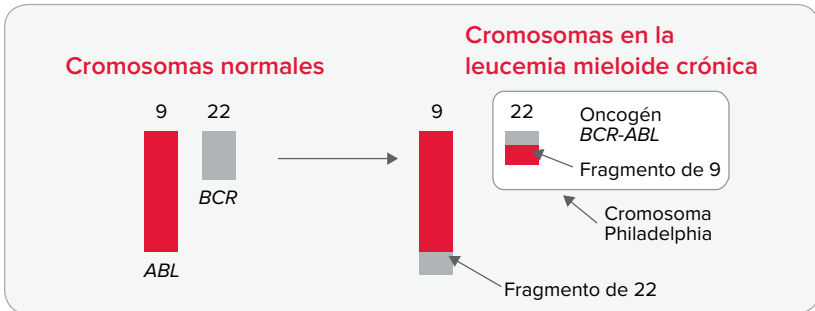 Cromosomas normales
9 22
BCR
ABL
Cromosomas en la
leucemia mieloide crónica
9
22
Oncogén
BCR-ABL
Fragmento de 9
Cromosoma
Philadelphia
Fragmento de 22